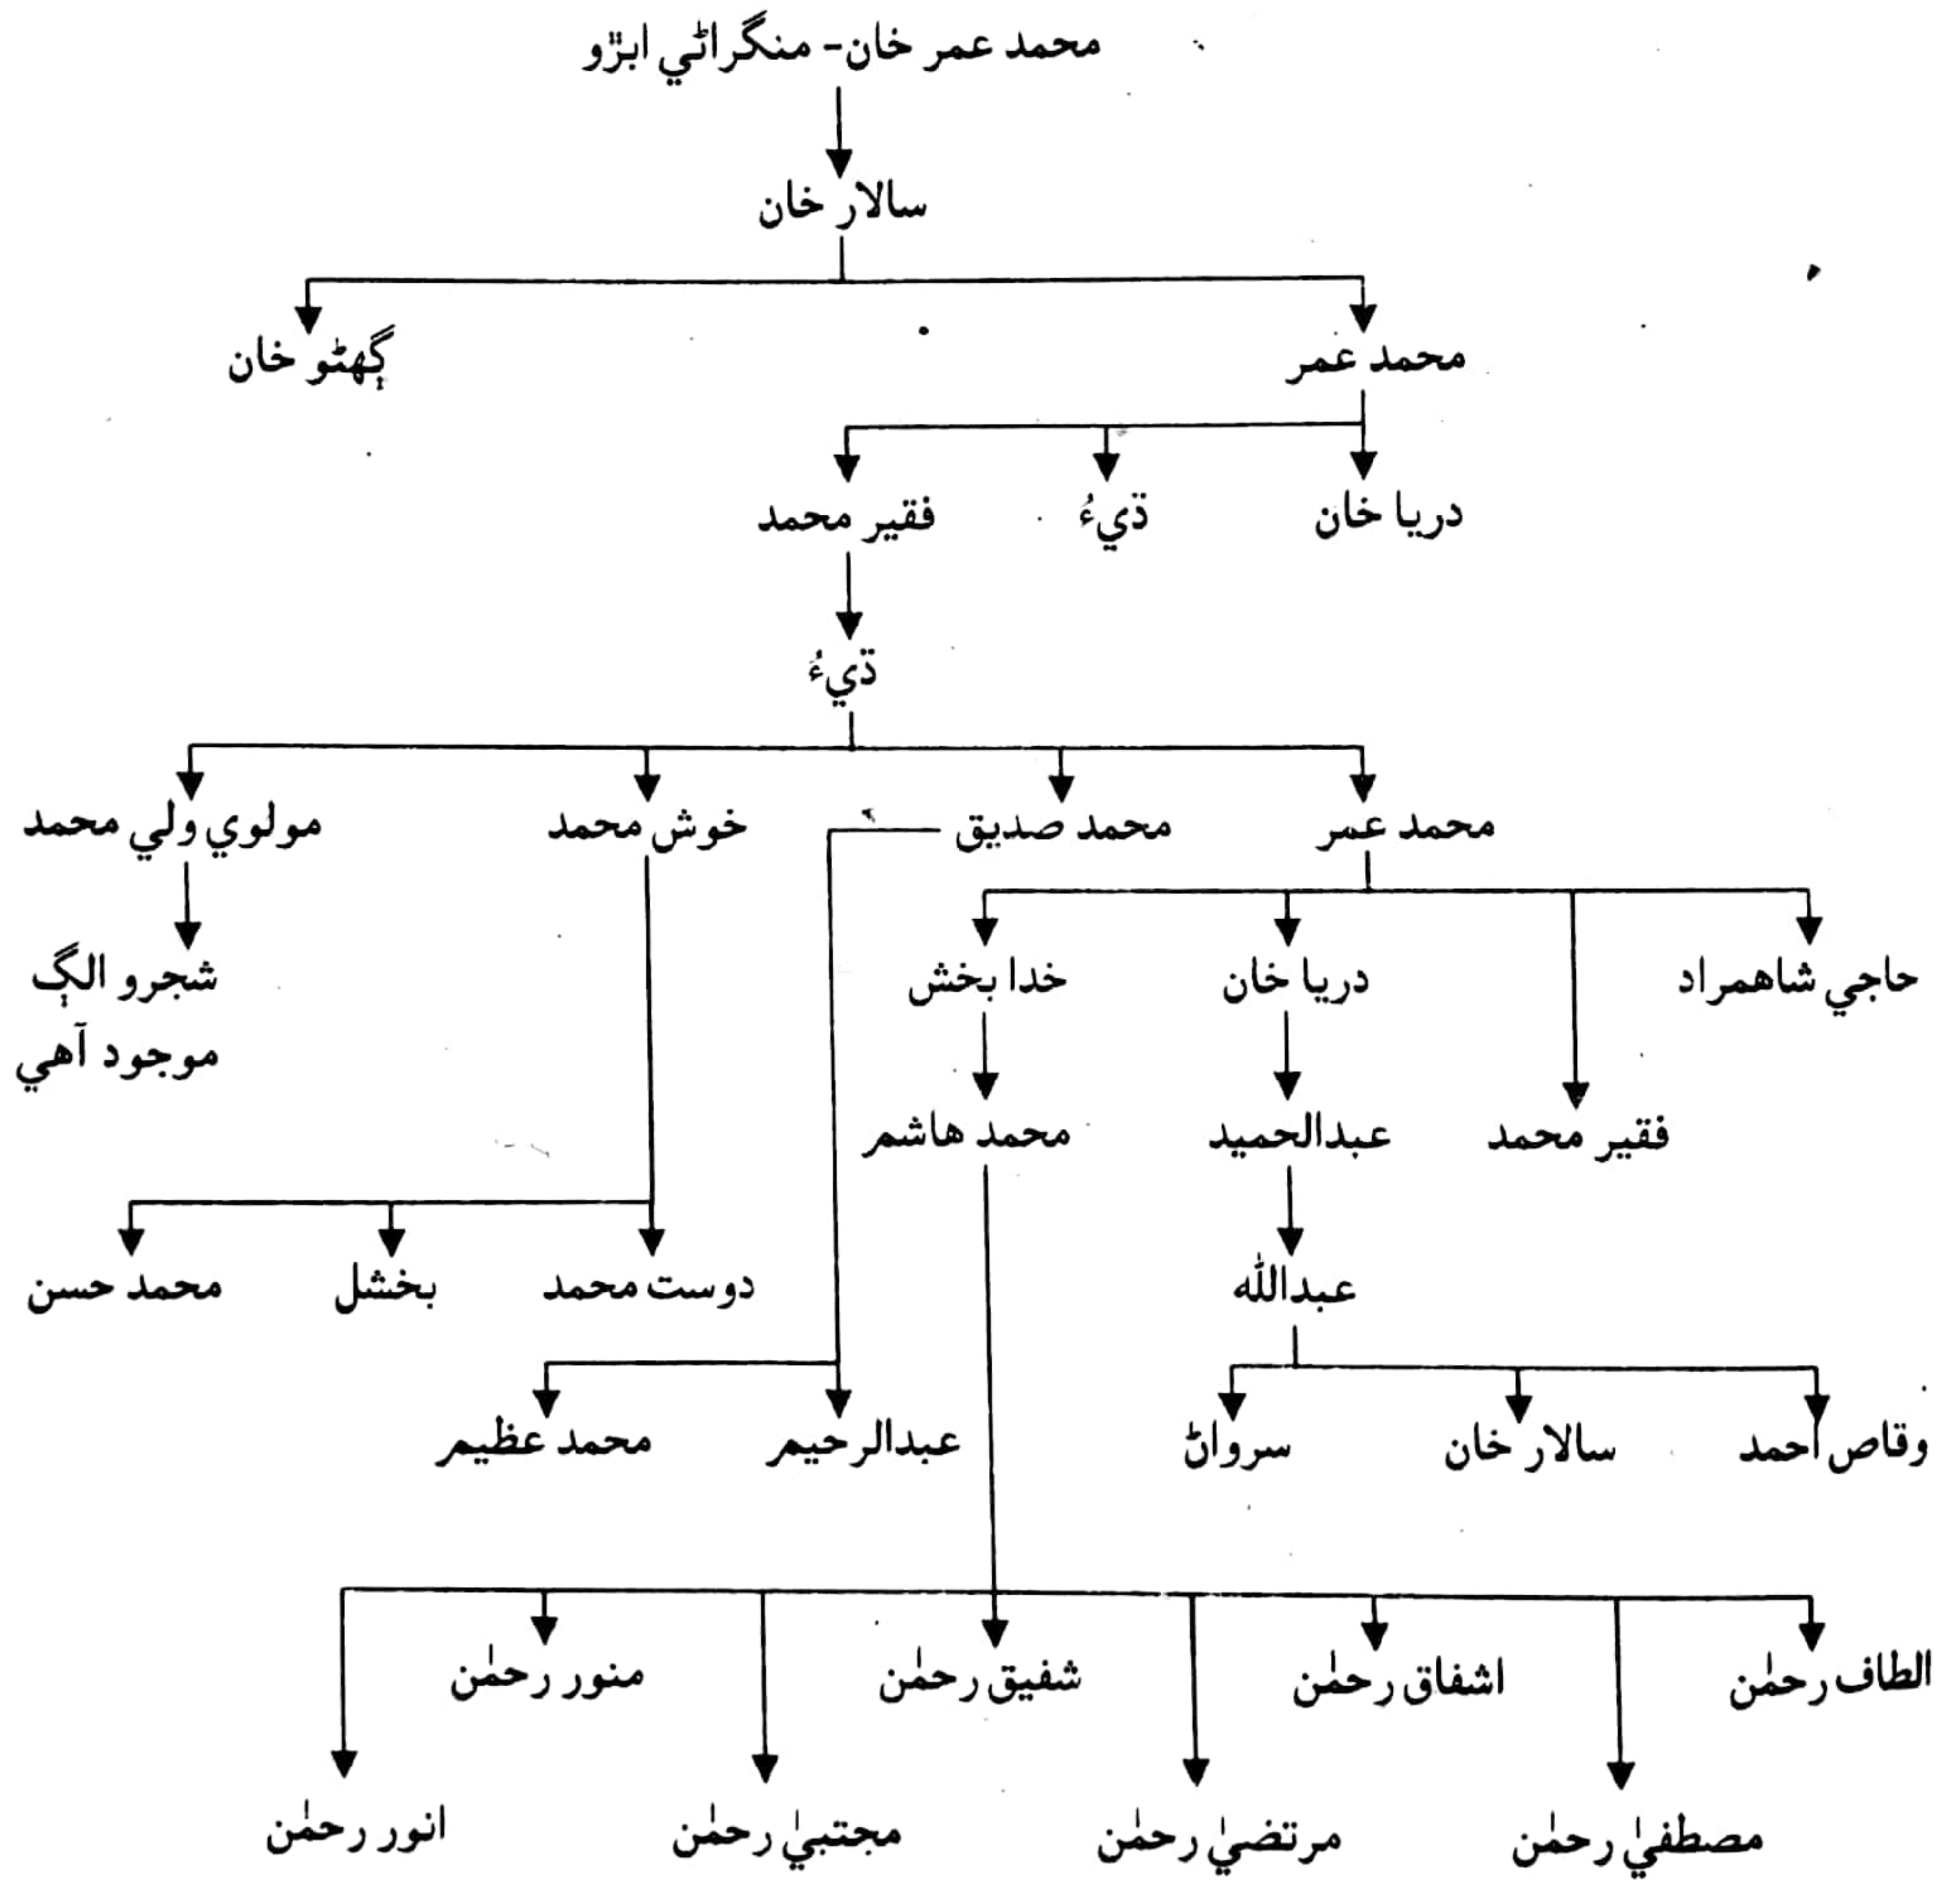 محمد عمر خان- منگراڻي ابڙو
سالار خان
محمد عمر
ڳهڻو خان
دريا خان
ڌيءُ
فقير محمد
ڌيءُ
محمد عمر
محمد صديق
خوش محمد
مولوي ولي محمد
حاجي شاهمراد
دريا خان
خدا بخش
شجرو الڳ
موجود آهي
فقير محمد
عبدالحميد
محمد هاشم
عبدالله
دوست محمد
بخشل
محمد حسن
وقاص احمد
سالار خان
سرواڻ
عبدالرحيم
محمد عظيم
الطاف رحمٰن
اشفاق رحمٰن
شفيق رحمٰن
منور رحمٰن
مصطفيٰ رحمٰن
مرتضيٰ رحمٰن
مجتبيٰ رحمٰن
انور رحمٰن